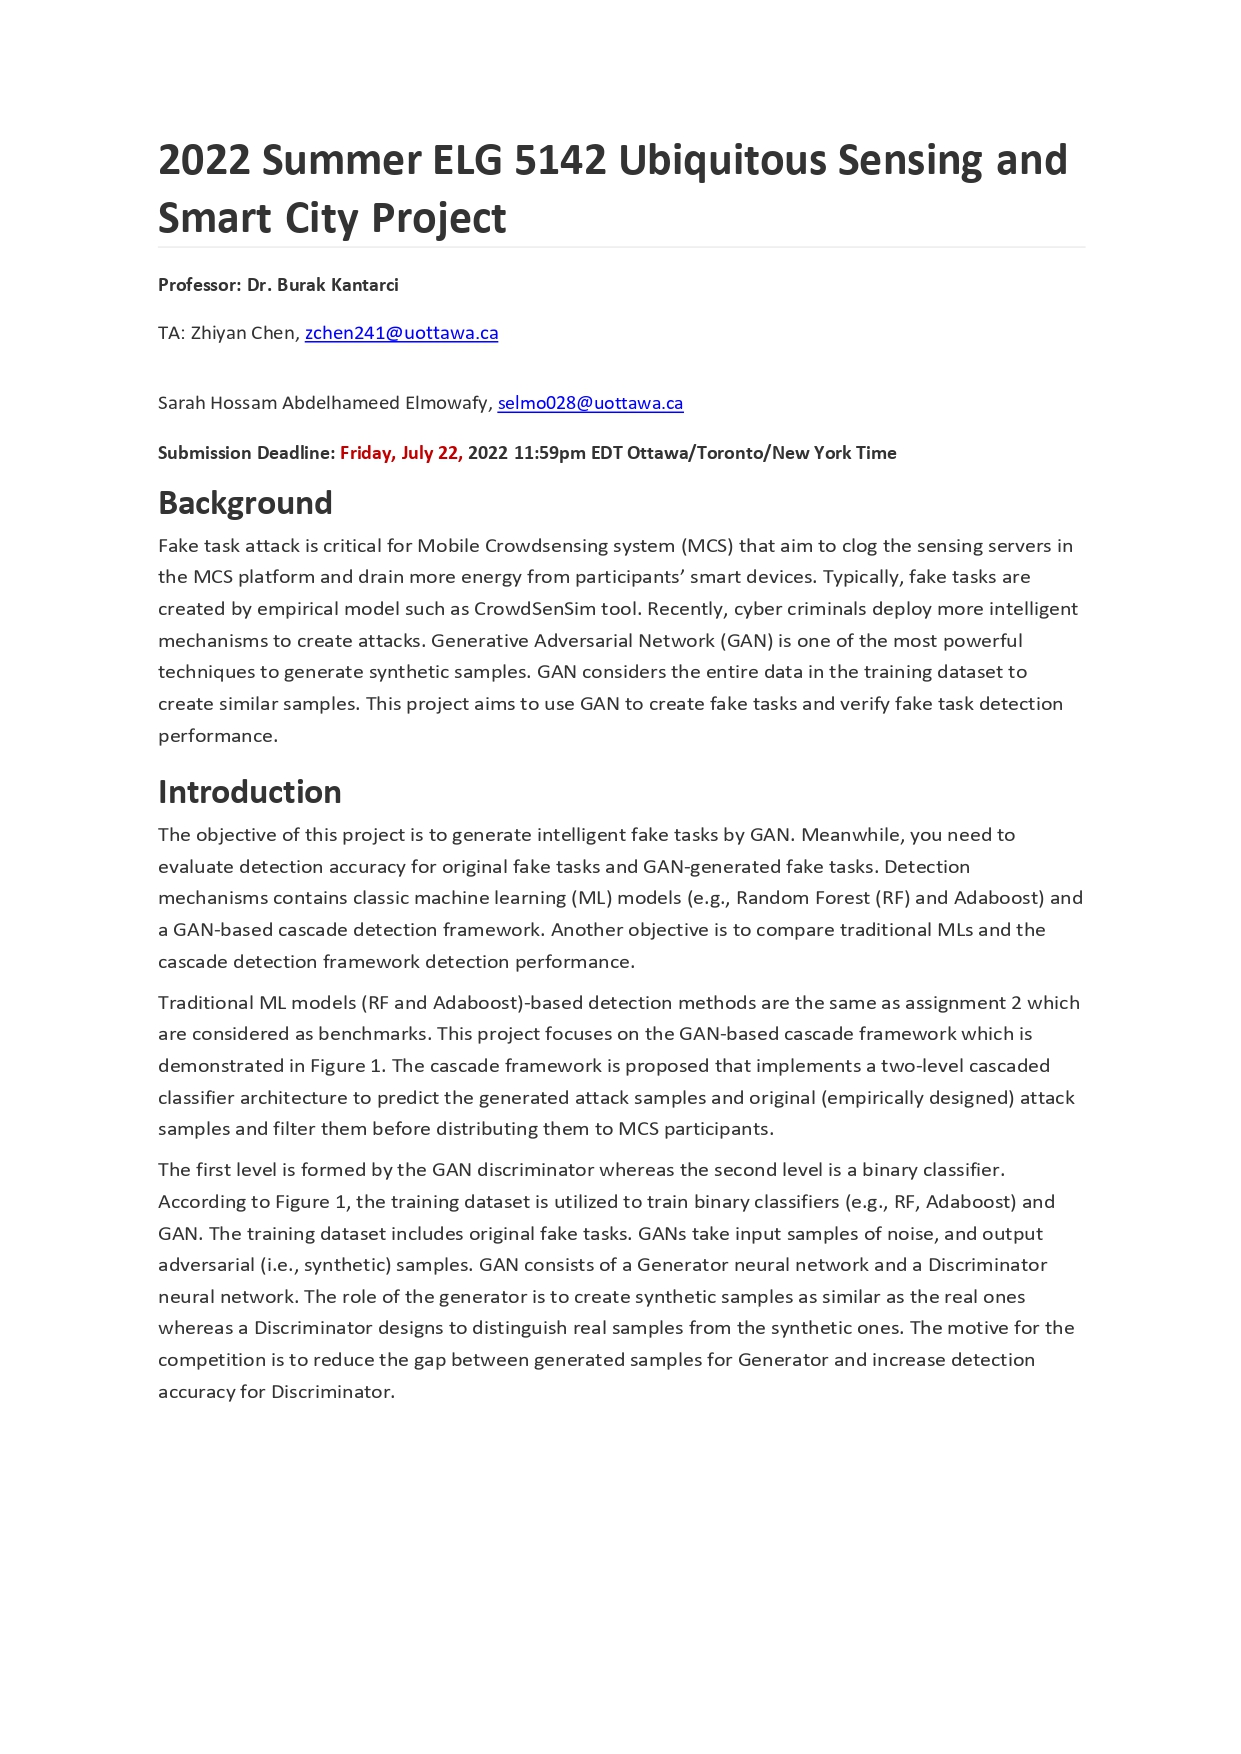 2022 Summer ELG 5142 Ubiquitous Sensing and
Smart City Project
Professor: Dr. Burak Kantarci
TA: Zhiyan Chen, zchen241@uottawa.ca
Sarah Hossam Abdelhameed Elmowafy, selmo028@uottawa.ca
Submission Deadline: Friday, July 22, 2022 11:59pm EDT Ottawa/Toronto/New York Time
Background
Fake task attack is critical for Mobile Crowdsensing system (MCS) that aim to clog the sensing servers in
the MCS platform and drain more energy from participants’ smart devices. Typically, fake tasks are
created by empirical model such as CrowdSenSim tool. Recently, cyber criminals deploy more intelligent
mechanisms to create attacks. Generative Adversarial Network (GAN) is one of the most powerful
techniques to generate synthetic samples. GAN considers the entire data in the training dataset to
create similar samples. This project aims to use GAN to create fake tasks and verify fake task detection
performance.
Introduction
The objective of this project is to generate intelligent fake tasks by GAN. Meanwhile, you need to
evaluate detection accuracy for original fake tasks and GAN-generated fake tasks. Detection
mechanisms contains classic machine learning (ML) models (e.g., Random Forest (RF) and Adaboost) and
a GAN-based cascade detection framework. Another objective is to compare traditional MLs and the
cascade detection framework detection performance.
Traditional ML models (RF and Adaboost)-based detection methods are the same as assignment 2 which
are considered as benchmarks. This project focuses on the GAN-based cascade framework which is
demonstrated in Figure 1. The cascade framework is proposed that implements a two-level cascaded
classifier architecture to predict the generated attack samples and original (empirically designed) attack
samples and filter them before distributing them to MCS participants.
The first level is formed by the GAN discriminator whereas the second level is a binary classifier.
According to Figure 1, the training dataset is utilized to train binary classifiers (e.g., RF, Adaboost) and
GAN. The training dataset includes original fake tasks. GANs take input samples of noise, and output
adversarial (i.e., synthetic) samples. GAN consists of a Generator neural network and a Discriminator
neural network. The role of the generator is to create synthetic samples as similar as the real ones
whereas a Discriminator designs to distinguish real samples from the synthetic ones. The motive for the
competition is to reduce the gap between generated samples for Generator and increase detection
accuracy for Discriminator.